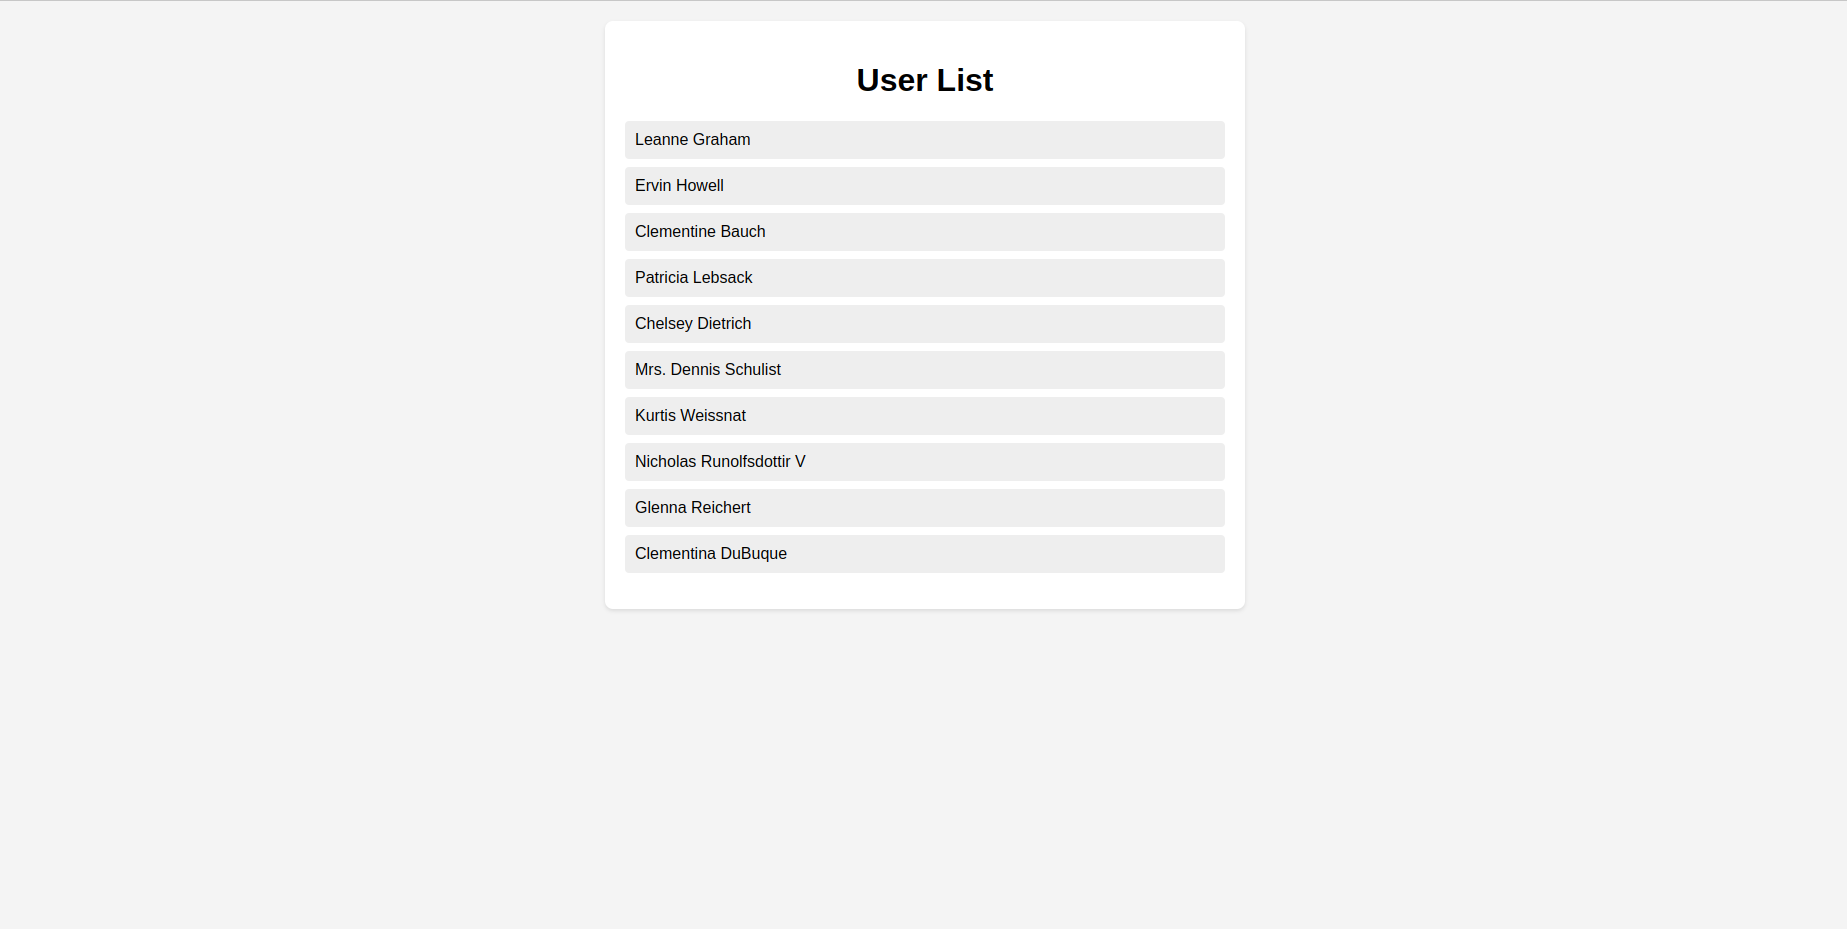 User List
Leanne Graham
Ervin Howell
Clementine Bauch
Patricia Lebsack
Chelsey Dietrich
Mrs. Dennis Schulist
Kurtis Weissnat
Nicholas Runolfsdottir V
Glenna Reichert
Clementina DuBuque